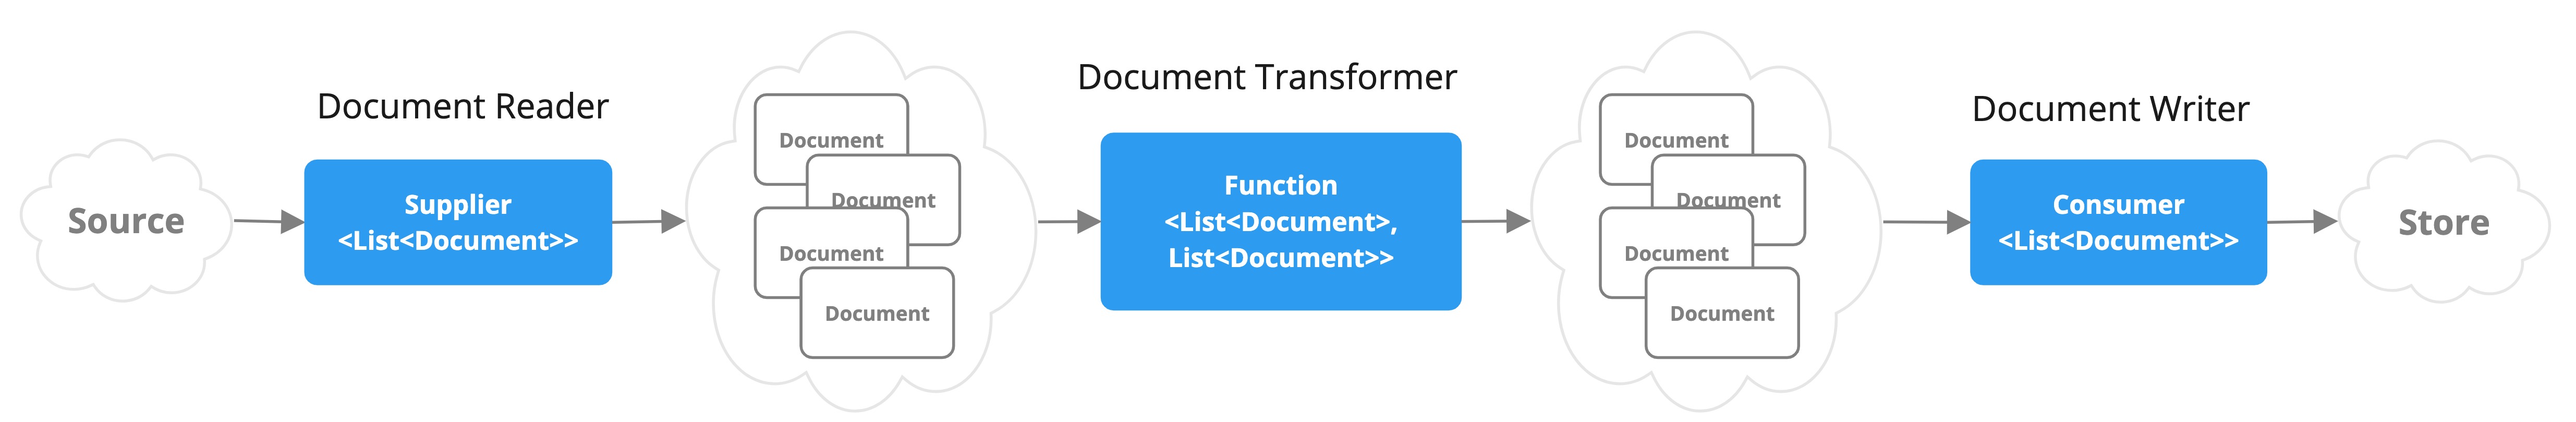 Source
Document Reader
Supplier
<List<Document>>
Document
Document
Document
Document
Document Transformer
Function
<List<Document>,
List<Document>>
Document
Document
Document
Document
Document Writer
Consumer
<List<Document>>
Store